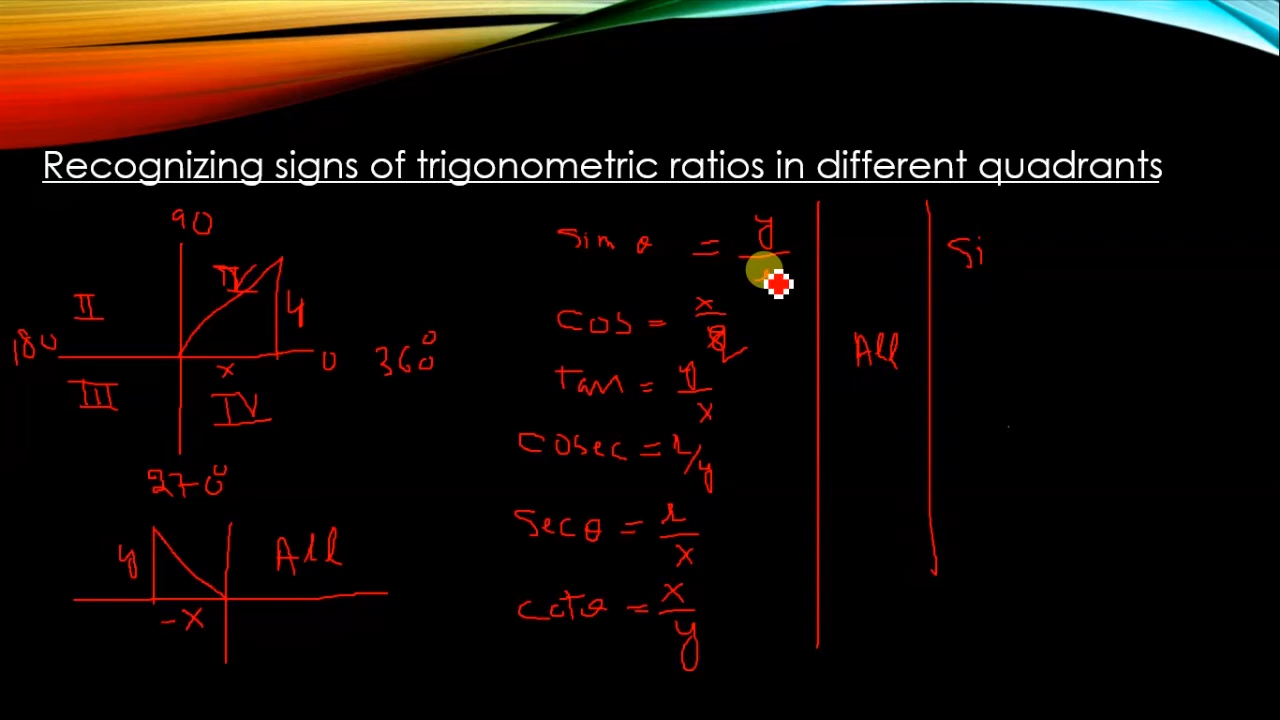 Recognizing signs of trigonometric ratios in different quadrants
90
II
180
0
360°
y
x
III
IV
270°
y
-x
All
Sin θ = y
Cos = x/r
Tan = y/x
Cosec = r/y
Sec θ = r/x
Cot θ = x/y
All
Si